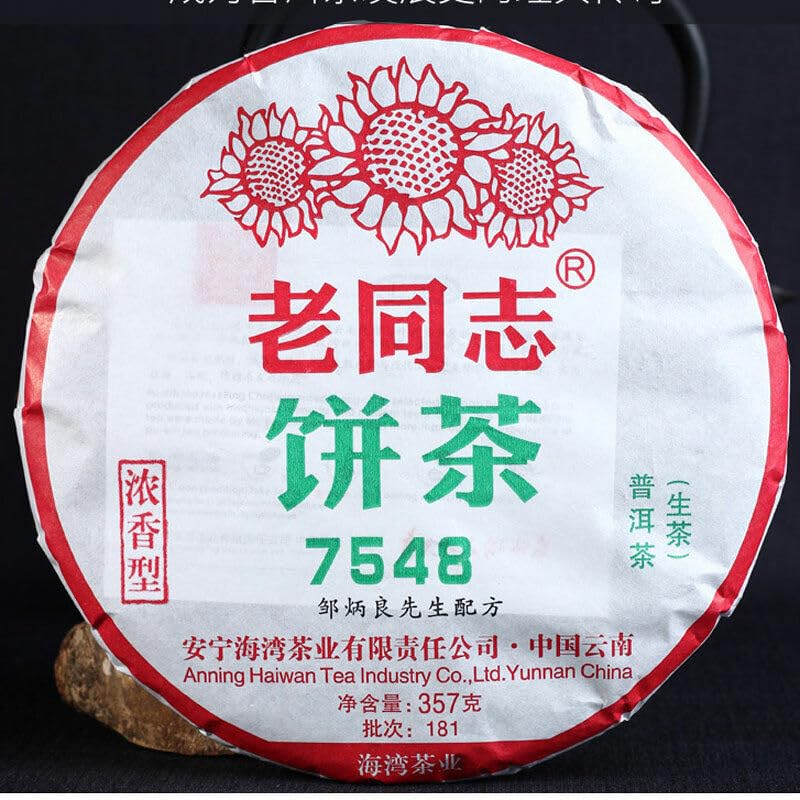 ®
老同志
饼茶
7548
浓香型
普洱茶
(生茶)
邹炳良先生配方
安宁海湾茶业有限责任公司·中国云南
Anning Haiwan Tea Industry Co.,Ltd.Yunnan China
净含量: 357克
批次: 181
海湾茶业